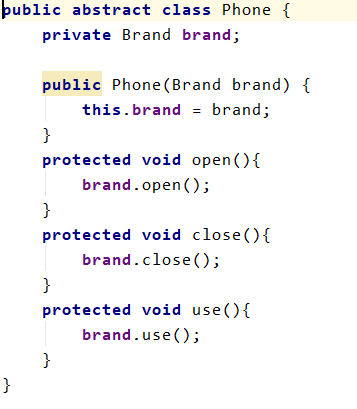 public abstract class Phone {
    private Brand brand;

    public Phone(Brand brand) {
        this.brand = brand;
    }
    protected void open(){
        brand.open();
    }
    protected void close(){
        brand.close();
    }
    protected void use(){
        brand.use();
    }
}